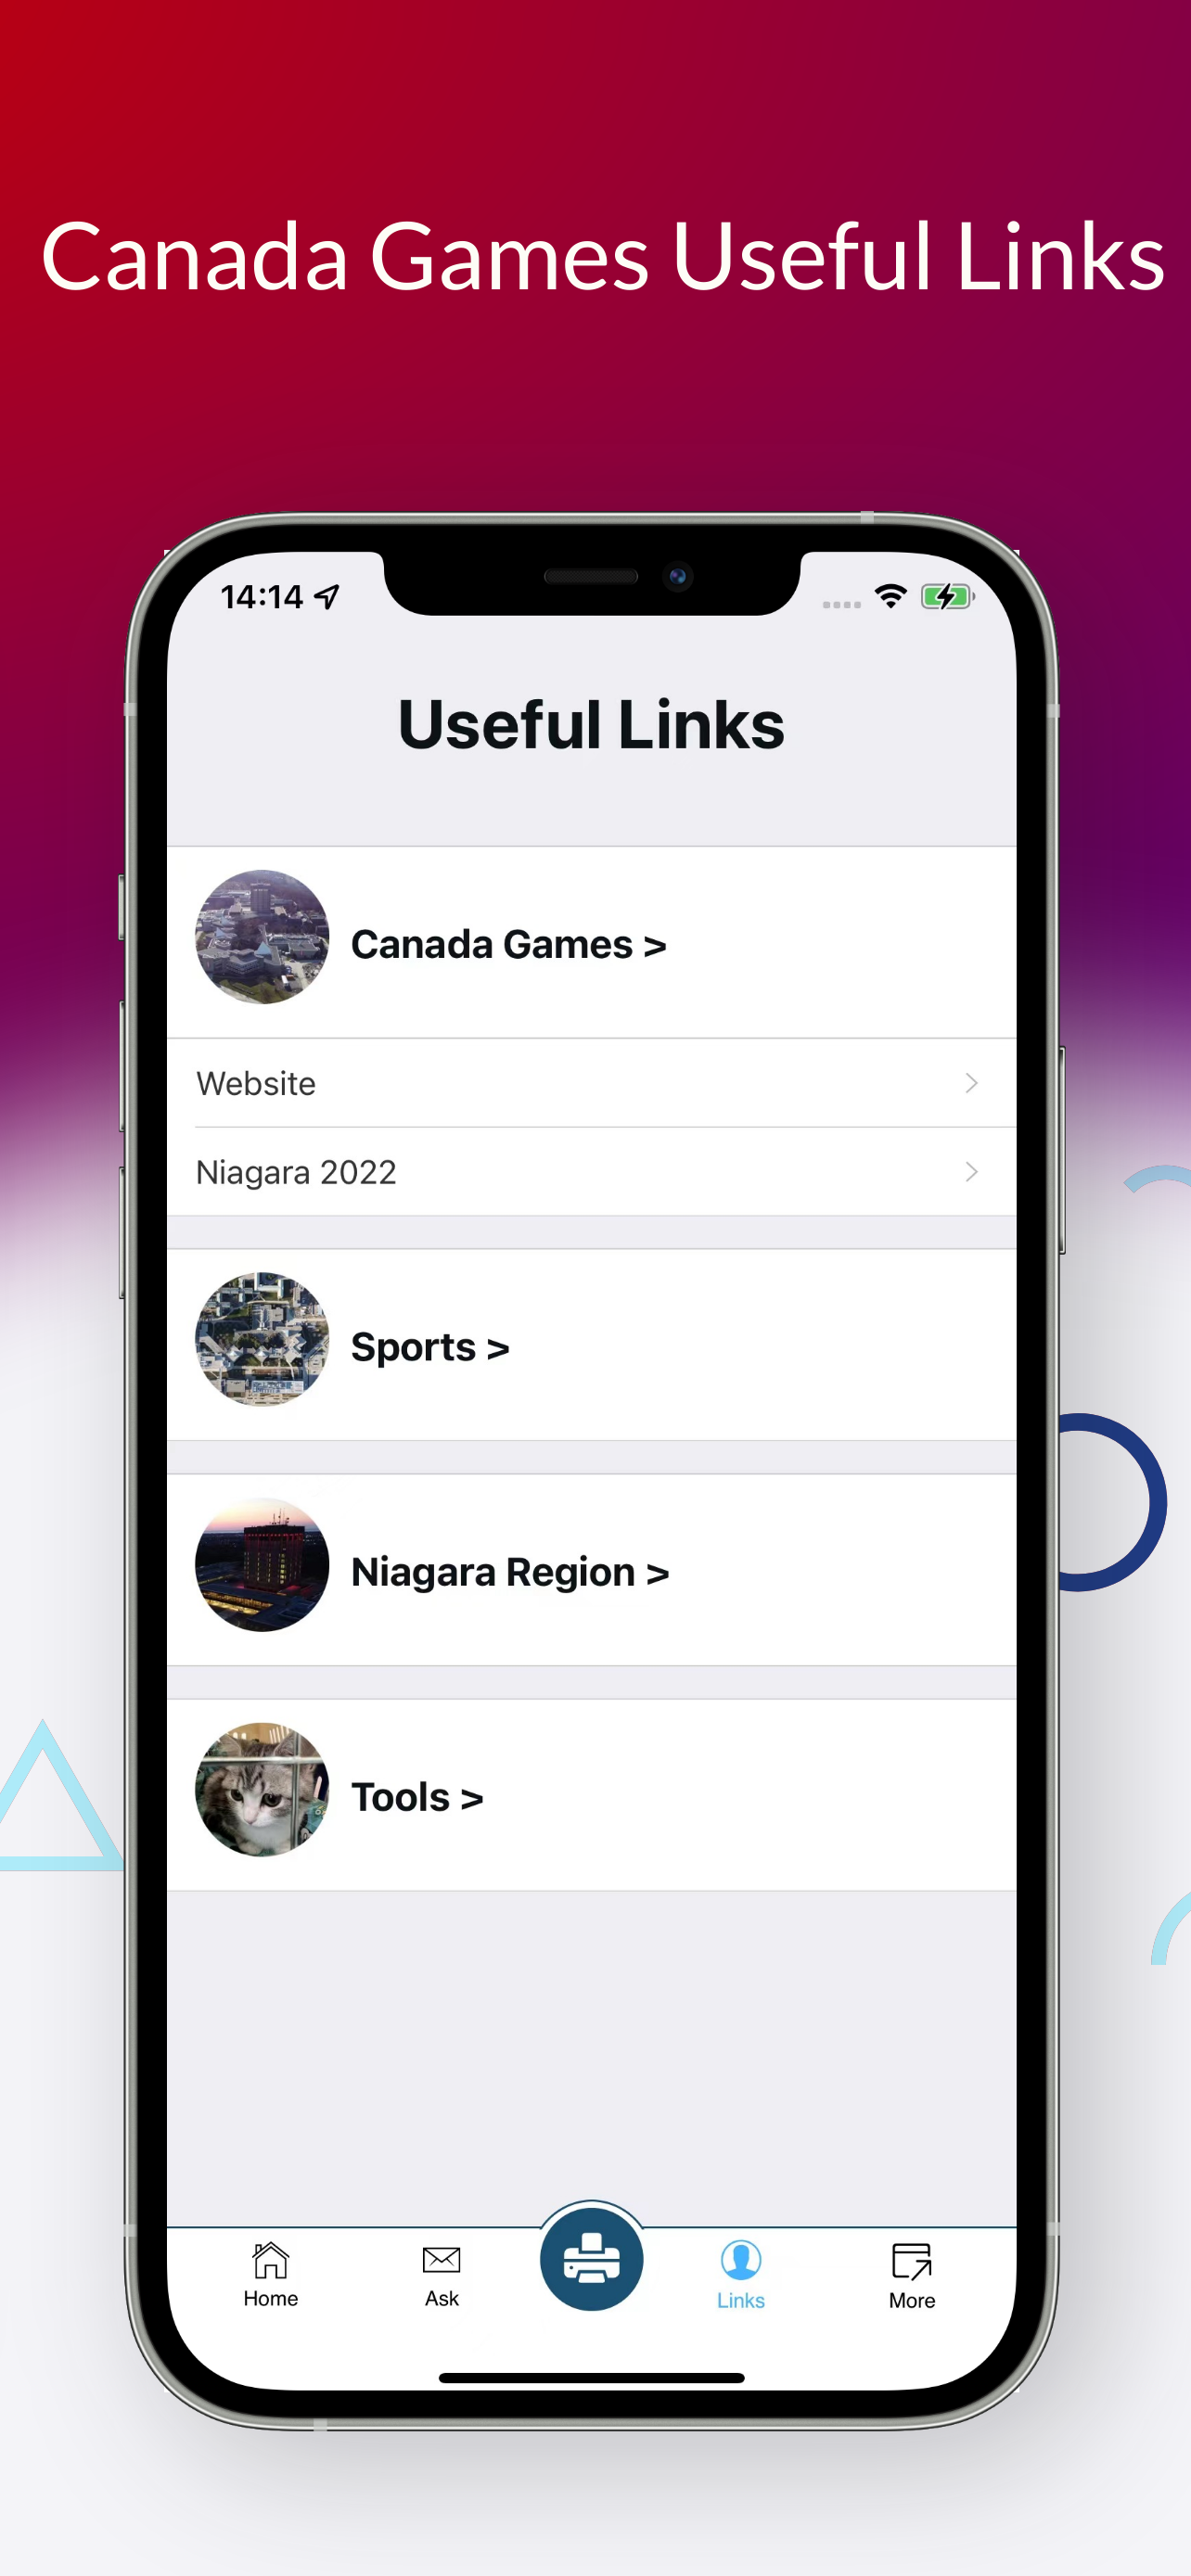 Canada Games Useful Links
14:14
Useful Links
Canada Games >
Website
Niagara 2022
Sports >
Niagara Region >
Tools >
Home
Ask
Links
More